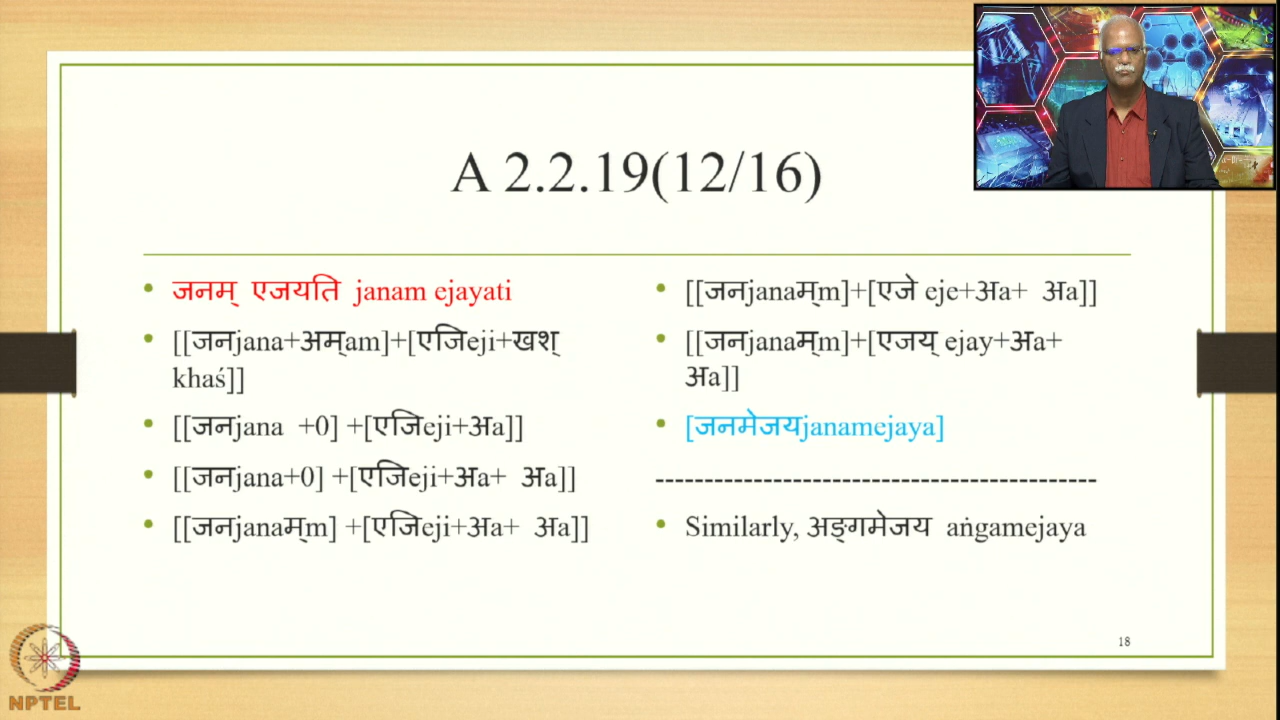 A 2.2.19(12/16)
• जनम् एजयति janam ejayati
• [[जनjana+अम्am]+[एजिeji+खश्
khaś]]
• [[जनjana +0] +[एजिeji+अa]]
• [[जनjana+0] +[एजिeji+अa+ अa]]
• [[जनjanaम्m] +[एजिeji+अa+ अa]]
• [[जनjanaम्m]+[एजे eje+अa+ अa]]
• [[जनjanaम्m]+[एजय् ejay+अa+
अa]]
• [जनमेजयjanamejaya]
--------------------------------------------
• Similarly, अङ्गमेजय aṅgamejaya
18
NPTEL